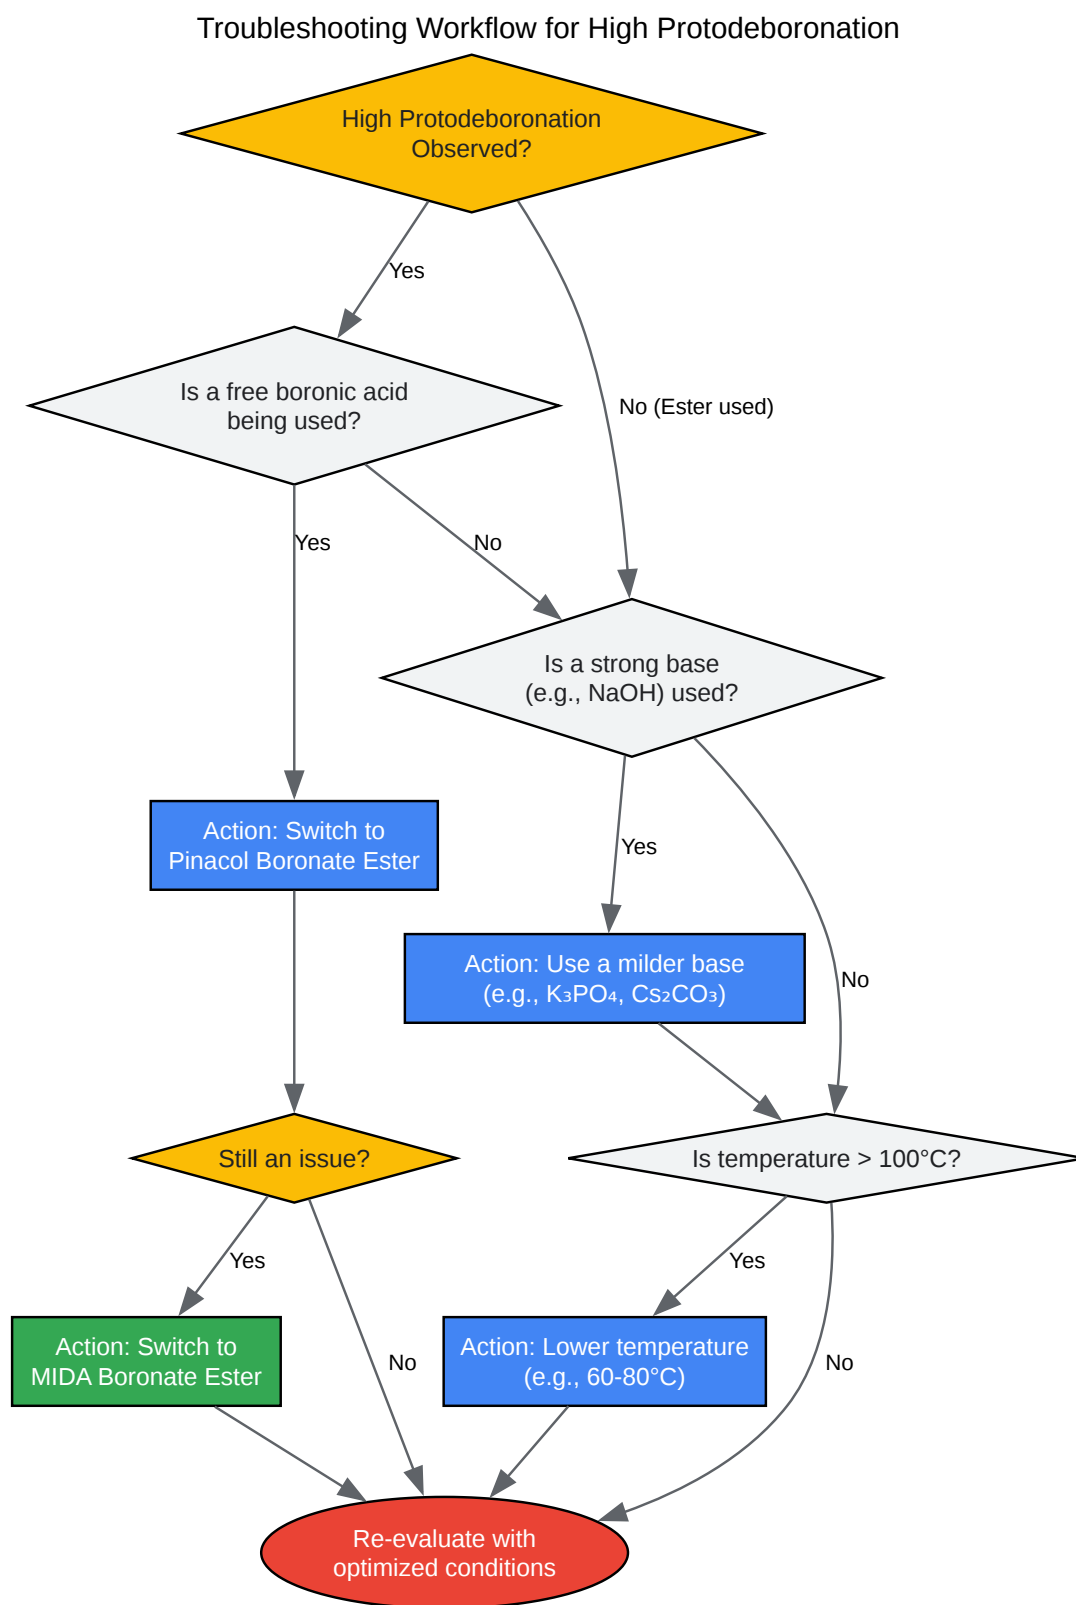 Troubleshooting Workflow for High Protodeboronation
High Protodeboronation
Observed?
Yes
Is a free boronic acid
being used?
No (Ester used)
Yes
No
Is a strong base
(e.g., NaOH) used?
Action: Switch to
Pinacol Boronate Ester
Yes
Action: Use a milder base
(e.g., K₃PO₄, Cs₂CO₃)
No
Still an issue?
Is temperature > 100°C?
Yes
Yes
Action: Switch to
MIDA Boronate Ester
No
Action: Lower temperature
(e.g., 60-80°C)
No
Re-evaluate with
optimized conditions